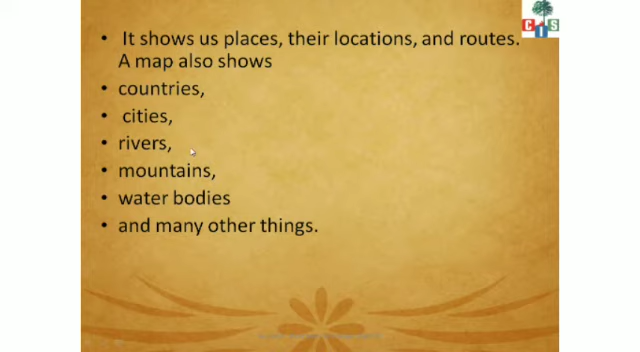 • It shows us places, their locations, and routes.
A map also shows
• countries,
• cities,
• rivers,
• mountains,
• water bodies
• and many other things.
C I S